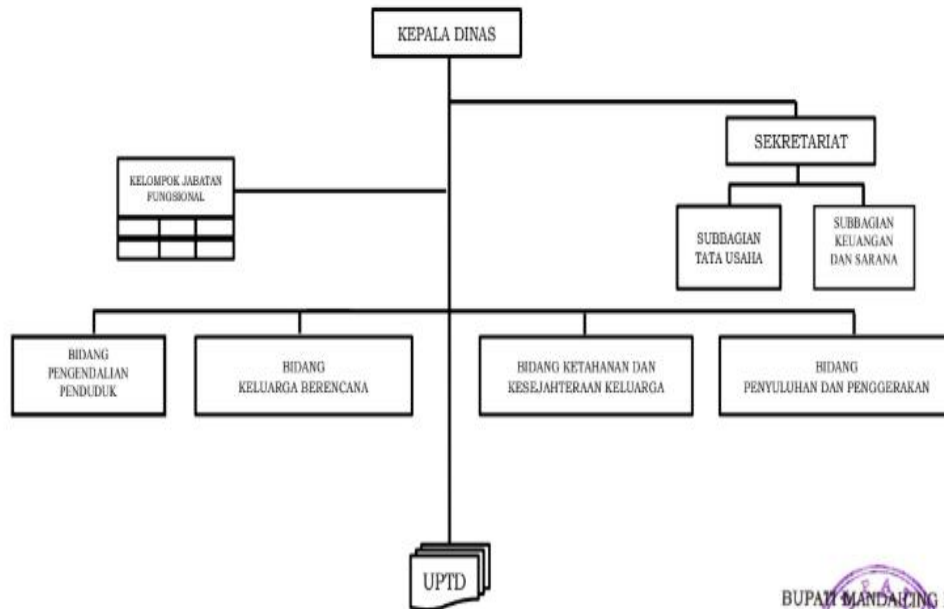 KEPALA DINAS
SEKRETARIAT
KELOMPOK JABATAN
FUNGSIONAL
SUBBAGIAN
TATA USAHA
SUBBAGIAN
KEUANGAN
DAN SARANA
BIDANG
PENGENDALIAN
PENDUDUK
BIDANG
KELUARGA BERENCANA
BIDANG KETAHANAN DAN
KESEJAHTERAAN KELUARGA
BIDANG
PENYULUHAN DAN PENGGERAKAN
UPTD
BUPATI MANDAILING